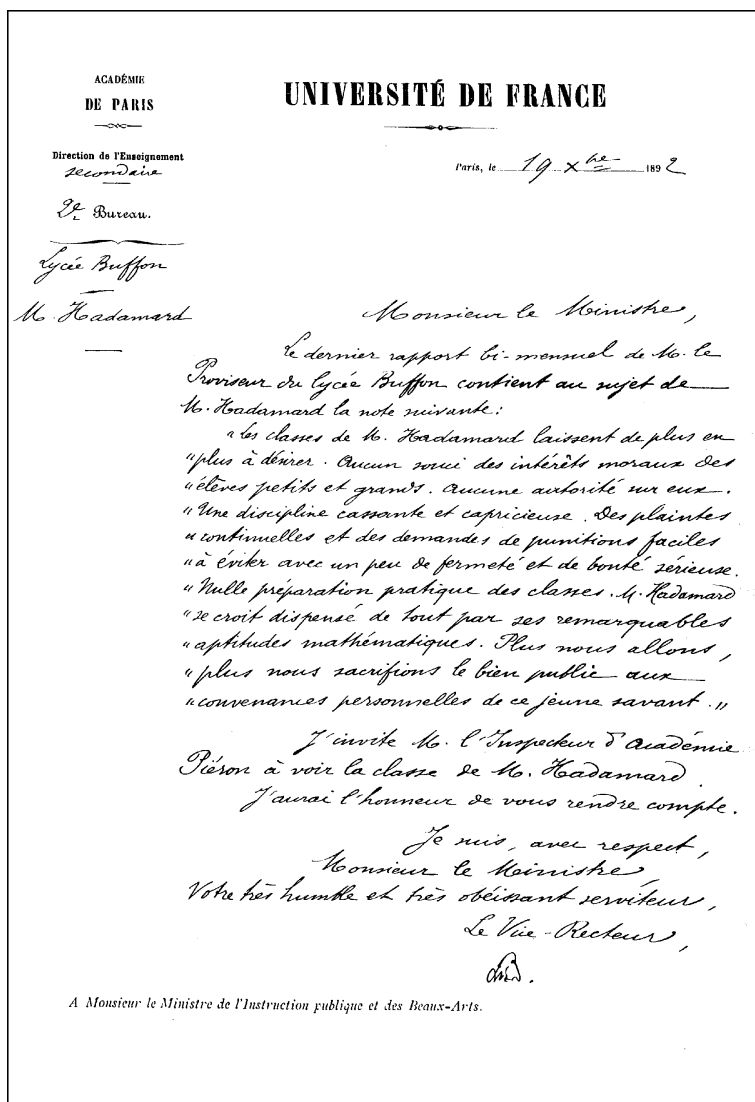 ACADÉMIE
DE PARIS
Direction de l'Enseignement
secondaire
2e Bureau.
Lycée Buffon
M. Hadamard
UNIVERSITÉ DE FRANCE
Paris, le 19 Xbre 1892
Monsieur le Ministre,
Le dernier rapport bi-mensuel de M. le
Proviseur du lycée Buffon contient au sujet de
M. Hadamard la note suivante :
"Les classes de M. Hadamard laissent de plus en
"plus à désirer. Aucun souci des intérêts moraux des
"élèves petits et grands. Aucune autorité sur eux.
"Une discipline cassante et capricieuse. Des plaintes
"continuelles et des demandes de punitions faciles
"à éviter avec un peu de fermeté et de bonté sérieuse.
"Nulle préparation pratique des classes. M. Hadamard
"se croit dispensé de tout par ses remarquables
"aptitudes mathématiques. Plus nous allons,
"plus nous sacrifions le bien public aux
"convenances personnelles de ce jeune savant."
J'invite M. l'Inspecteur d'Académie
Piéron à voir la classe de M. Hadamard.
J'aurai l'honneur de vous rendre compte.
Je suis, avec respect,
Monsieur le Ministre,
Votre très humble et très obéissant serviteur,
Le Vice-Recteur,
A Monsieur le Ministre de l'Instruction publique et des Beaux-Arts.